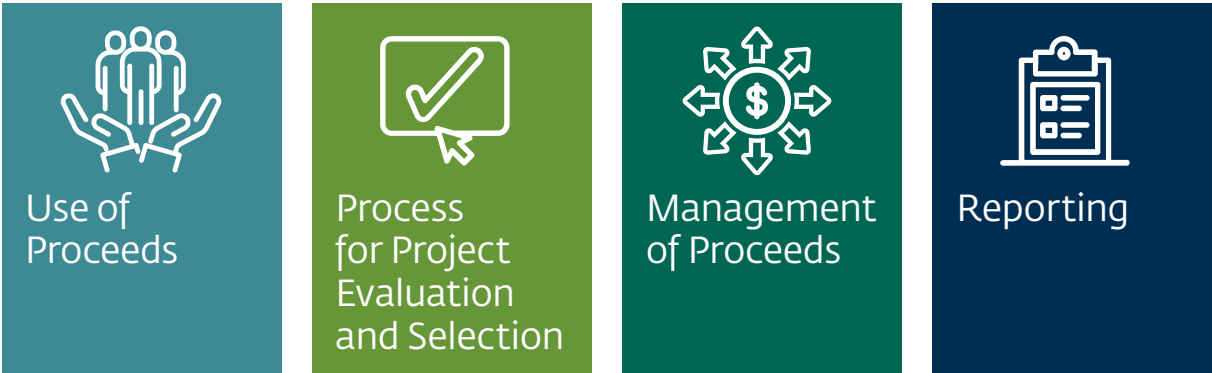 Use of
Proceeds
Process
for Project
Evaluation
and Selection
$
Management
of Proceeds
Reporting